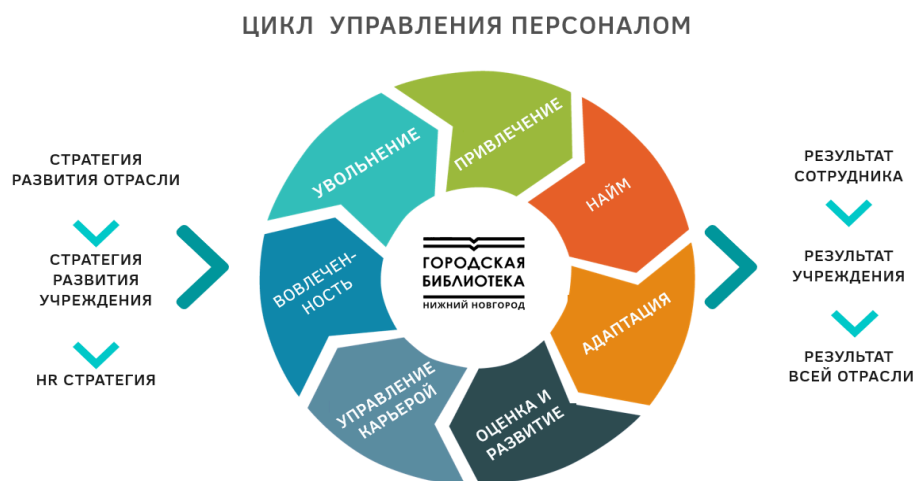 ЦИКЛ УПРАВЛЕНИЯ ПЕРСОНАЛОМ
СТРАТЕГИЯ
РАЗВИТИЯ ОТРАСЛИ
СТРАТЕГИЯ
РАЗВИТИЯ
УЧРЕЖДЕНИЯ
HR СТРАТЕГИЯ
ПРИВЛЕЧЕНИЕ
НАЙМ
АДАПТАЦИЯ
ОЦЕНКА И
РАЗВИТИЕ
УПРАВЛЕНИЕ
КАРЬЕРОЙ
ВОВЛЕЧЕН-
НОСТЬ
УВОЛЬНЕНИЕ
ГОРОДСКАЯ
БИБЛИОТЕКА
НИЖНИЙ НОВГОРОД
РЕЗУЛЬТАТ
СОТРУДНИКА
РЕЗУЛЬТАТ
УЧРЕЖДЕНИЯ
РЕЗУЛЬТАТ
ВСЕЙ ОТРАСЛИ